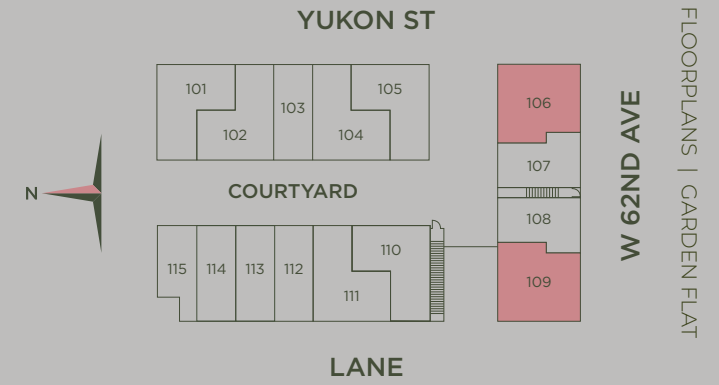 YUKON ST
101
102
103
104
105
106
107
108
109
COURTYARD
N
115
114
113
112
111
110
LANE
W 62ND AVE
FLOORPLANS | GARDEN FLAT